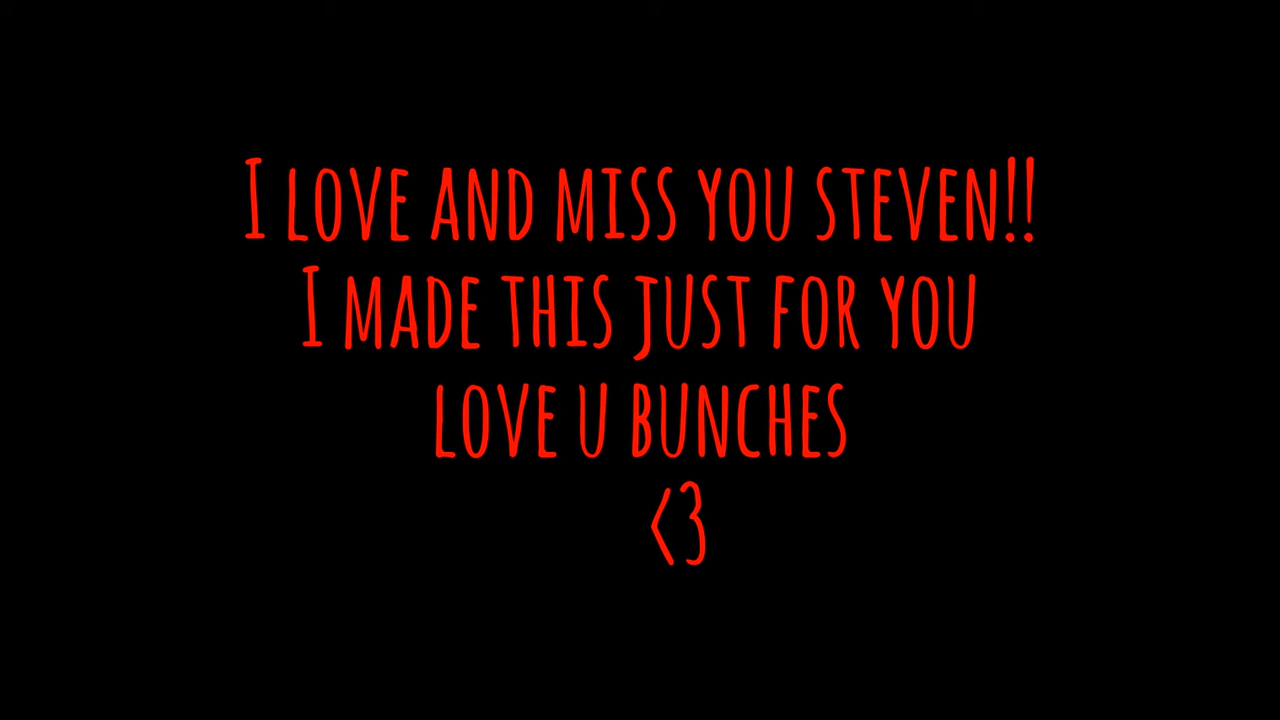 I LOVE AND MISS YOU STEVEN!!
I MADE THIS JUST FOR YOU
LOVE U BUNCHES
<3